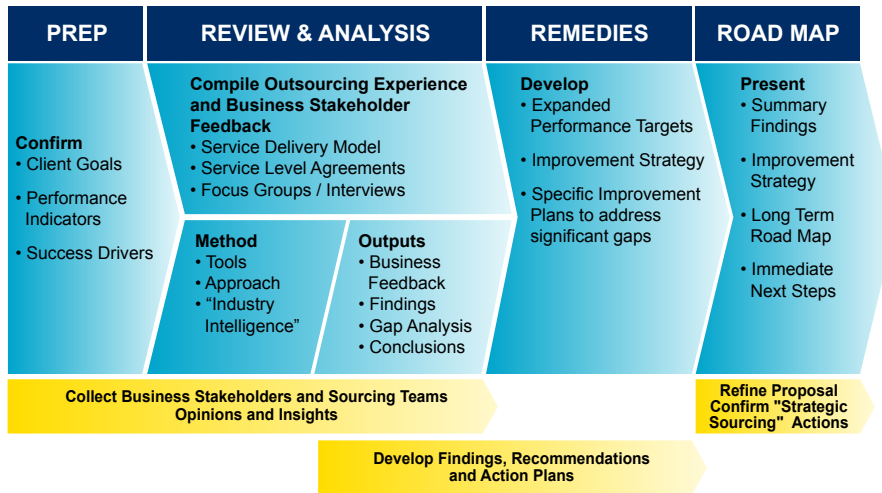 PREP
REVIEW & ANALYSIS
REMEDIES
ROAD MAP
Confirm
• Client Goals
• Performance
Indicators
• Success Drivers
Compile Outsourcing Experience
and Business Stakeholder
Feedback
• Service Delivery Model
• Service Level Agreements
• Focus Groups / Interviews
Method
• Tools
• Approach
• “Industry
Intelligence”
Outputs
• Business
Feedback
• Findings
• Gap Analysis
• Conclusions
Develop
• Expanded
Performance Targets
• Improvement Strategy
• Specific Improvement
Plans to address
significant gaps
Present
• Summary
Findings
• Improvement
Strategy
• Long Term
Road Map
• Immediate
Next Steps
Collect Business Stakeholders and Sourcing Teams
Opinions and Insights
Refine Proposal
Confirm "Strategic
Sourcing" Actions
Develop Findings, Recommendations
and Action Plans